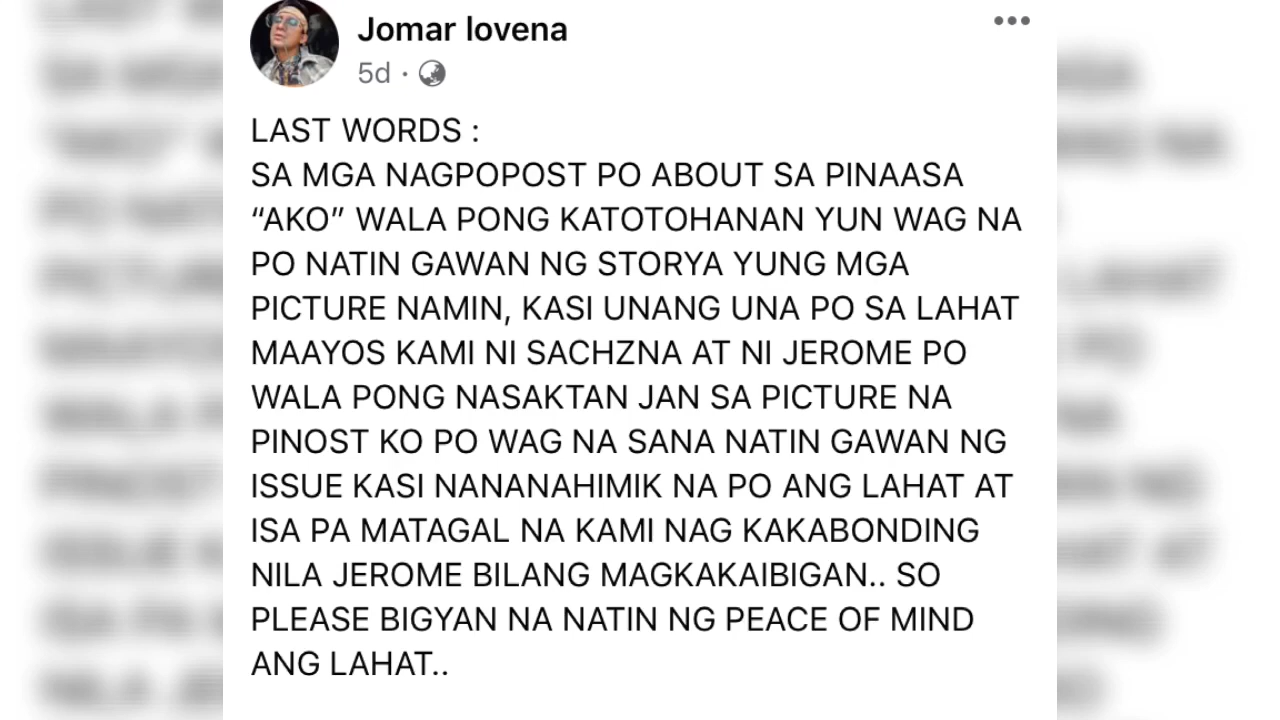 Jomar lovena
5d ·
LAST WORDS :
SA MGA NAGPOPOST PO ABOUT SA PINAASA
“AKO” WALA PONG KATOTOHANAN YUN WAG NA
PO NATIN GAWAN NG STORYA YUNG MGA
PICTURE NAMIN, KASI UNANG UNA PO SA LAHAT
MAAYOS KAMI NI SACHZNA AT NI JEROME PO
WALA PONG NASAKTAN JAN SA PICTURE NA
PINOST KO PO WAG NA SANA NATIN GAWAN NG
ISSUE KASI NANANAHIMIK NA PO ANG LAHAT AT
ISA PA MATAGAL NA KAMI NAG KAKABONDING
NILA JEROME BILANG MAGKAKAIBIGAN.. SO
PLEASE BIGYAN NA NATIN NG PEACE OF MIND
ANG LAHAT..